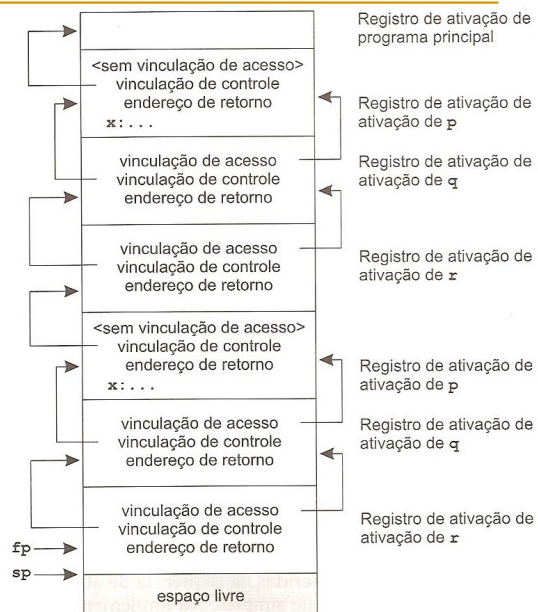 Registro de ativação de
programa principal
<sem vinculação de acesso>
vinculação de controle
endereço de retorno
x:...
Registro de ativação de
ativação de p
vinculação de acesso
vinculação de controle
endereço de retorno
Registro de ativação de
ativação de q
vinculação de acesso
vinculação de controle
endereço de retorno
Registro de ativação de
ativação de r
<sem vinculação de acesso>
vinculação de controle
endereço de retorno
x:...
Registro de ativação de
ativação de p
vinculação de acesso
vinculação de controle
endereço de retorno
Registro de ativação de
ativação de q
vinculação de acesso
vinculação de controle
endereço de retorno
Registro de ativação de
ativação de r
fp
sp
espaço livre